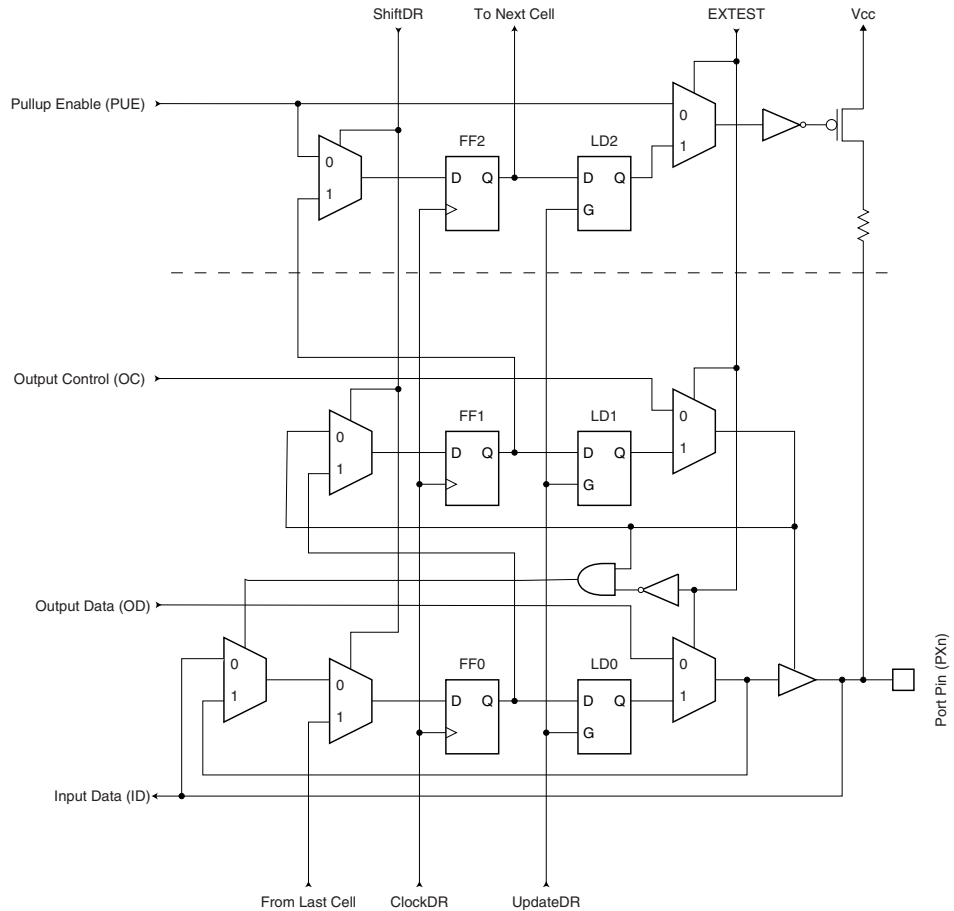 ShiftDR To Next Cell EXTEST Vcc
Pullup Enable (PUE)
0
1
FF2
D Q
LD2
D Q
G
0
1
Output Control (OC)
0
1
FF1
D Q
LD1
D Q
G
0
1
Output Data (OD)
0
1
0
1
FF0
D Q
LD0
D Q
G
0
1
Port Pin (PXn)
Input Data (ID)
From Last Cell ClockDR UpdateDR